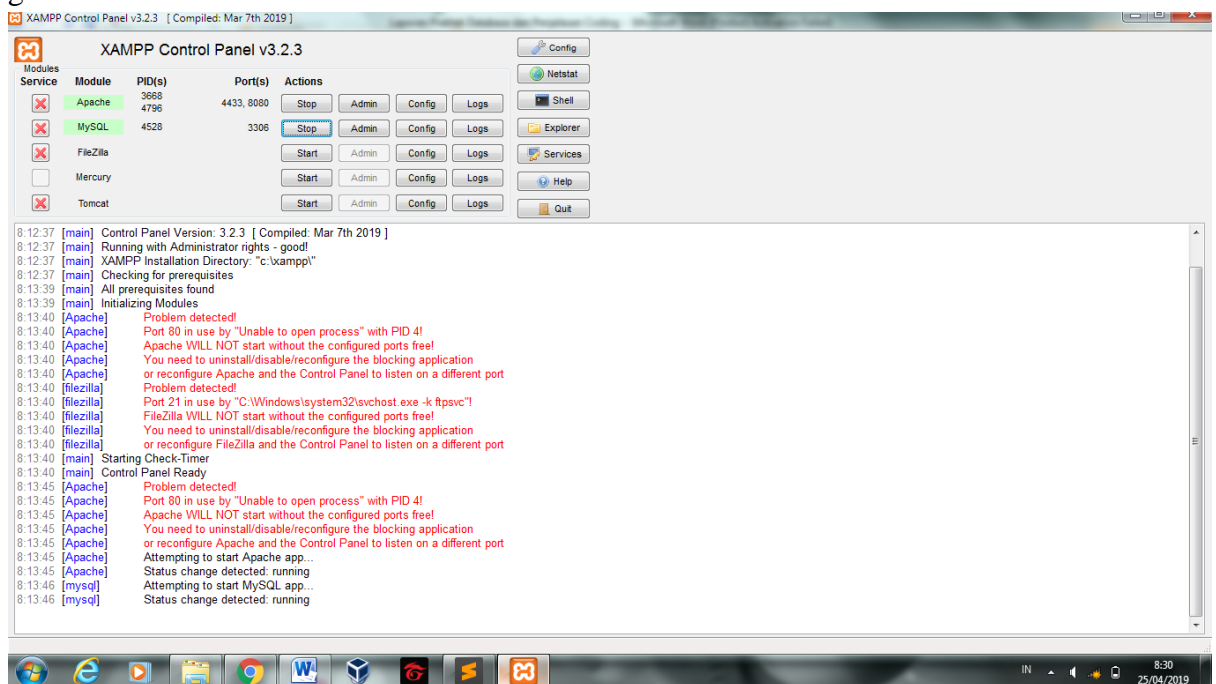 XAMPP Control Panel v3.2.3 [ Compiled: Mar 7th 2019 ]
XAMPP Control Panel v3.2.3
Config
Modules
Service Module PID(s) Port(s) Actions
Netstat
Apache 3668 4796 4433, 8080 Stop Admin Config Logs
Shell
MySQL 4528 3306 Stop Admin Config Logs
Explorer
FileZilla Start Admin Config Logs
Services
Mercury Start Admin Config Logs
Help
Tomcat Start Admin Config Logs
Quit
8:12:37 [main] Control Panel Version: 3.2.3 [ Compiled: Mar 7th 2019 ]
8:12:37 [main] Running with Administrator rights - good!
8:12:37 [main] XAMPP Installation Directory: "c:\xampp\"
8:12:37 [main] Checking for prerequisites
8:13:39 [main] All prerequisites found
8:13:39 [main] Initializing Modules
8:13:40 [Apache] Problem detected!
8:13:40 [Apache] Port 80 in use by "Unable to open process" with PID 4!
8:13:40 [Apache] Apache WILL NOT start without the configured ports free!
8:13:40 [Apache] You need to uninstall/disable/reconfigure the blocking application
8:13:40 [Apache] or reconfigure Apache and the Control Panel to listen on a different port
8:13:40 [filezilla] Problem detected!
8:13:40 [filezilla] Port 21 in use by "C:\Windows\system32\svchost.exe -k ftpsvc"!
8:13:40 [filezilla] FileZilla WILL NOT start without the configured ports free!
8:13:40 [filezilla] You need to uninstall/disable/reconfigure the blocking application
8:13:40 [filezilla] or reconfigure FileZilla and the Control Panel to listen on a different port
8:13:40 [main] Starting Check-Timer
8:13:40 [main] Control Panel Ready
8:13:45 [Apache] Problem detected!
8:13:45 [Apache] Port 80 in use by "Unable to open process" with PID 4!
8:13:45 [Apache] Apache WILL NOT start without the configured ports free!
8:13:45 [Apache] You need to uninstall/disable/reconfigure the blocking application
8:13:45 [Apache] or reconfigure Apache and the Control Panel to listen on a different port
8:13:45 [Apache] Attempting to start Apache app...
8:13:45 [Apache] Status change detected: running
8:13:46 [mysql] Attempting to start MySQL app...
8:13:46 [mysql] Status change detected: running
IN
8:30
25/04/2019